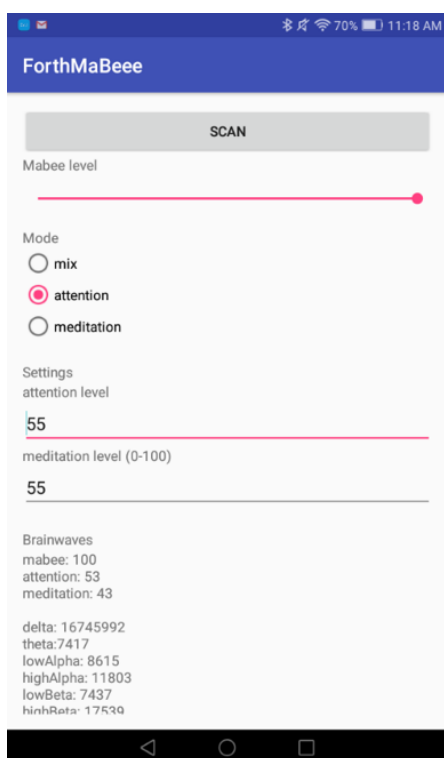 70% 11:18 AM
ForthMaBeee
SCAN
Mabee level
Mode
mix
attention
meditation
Settings
attention level
55
meditation level (0-100)
55
Brainwaves
mabee: 100
attention: 53
meditation: 43
delta: 16745992
theta:7417
lowAlpha: 8615
highAlpha: 11803
lowBeta: 7437
highBeta: 17539